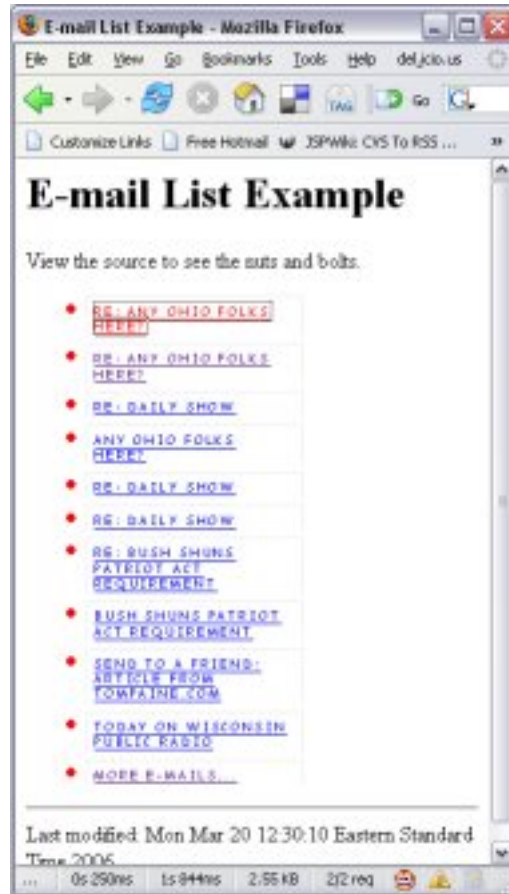 E-mail List Example - Mozilla Firefox
File Edit View Go Bookmarks Tools Help del.icio.us
TAG Go G
Customize Links Free Hotmail JSPWiki: CVS To RSS ... »
E-mail List Example
View the source to see the nuts and bolts.
RE: ANY OHIO FOLKS
HERE?
RE: ANY OHIO FOLKS
HERE?
RE: DAILY SHOW
ANY OHIO FOLKS
HERE?
RE: DAILY SHOW
RE: DAILY SHOW
RE: BUSH SHUNS
PATRIOT ACT
REQUIREMENT
BUSH SHUNS PATRIOT
ACT REQUIREMENT
SEND TO A FRIEND:
ARTICLE FROM
TOMPAINE.COM
TODAY ON WISCONSIN
PUBLIC RADIO
MORE E-MAILS...
Last modified: Mon Mar 20 12:30:10 Eastern Standard
Time 2006
... 0s 250ms 1s 844ms 2.55 KB 2/2 req